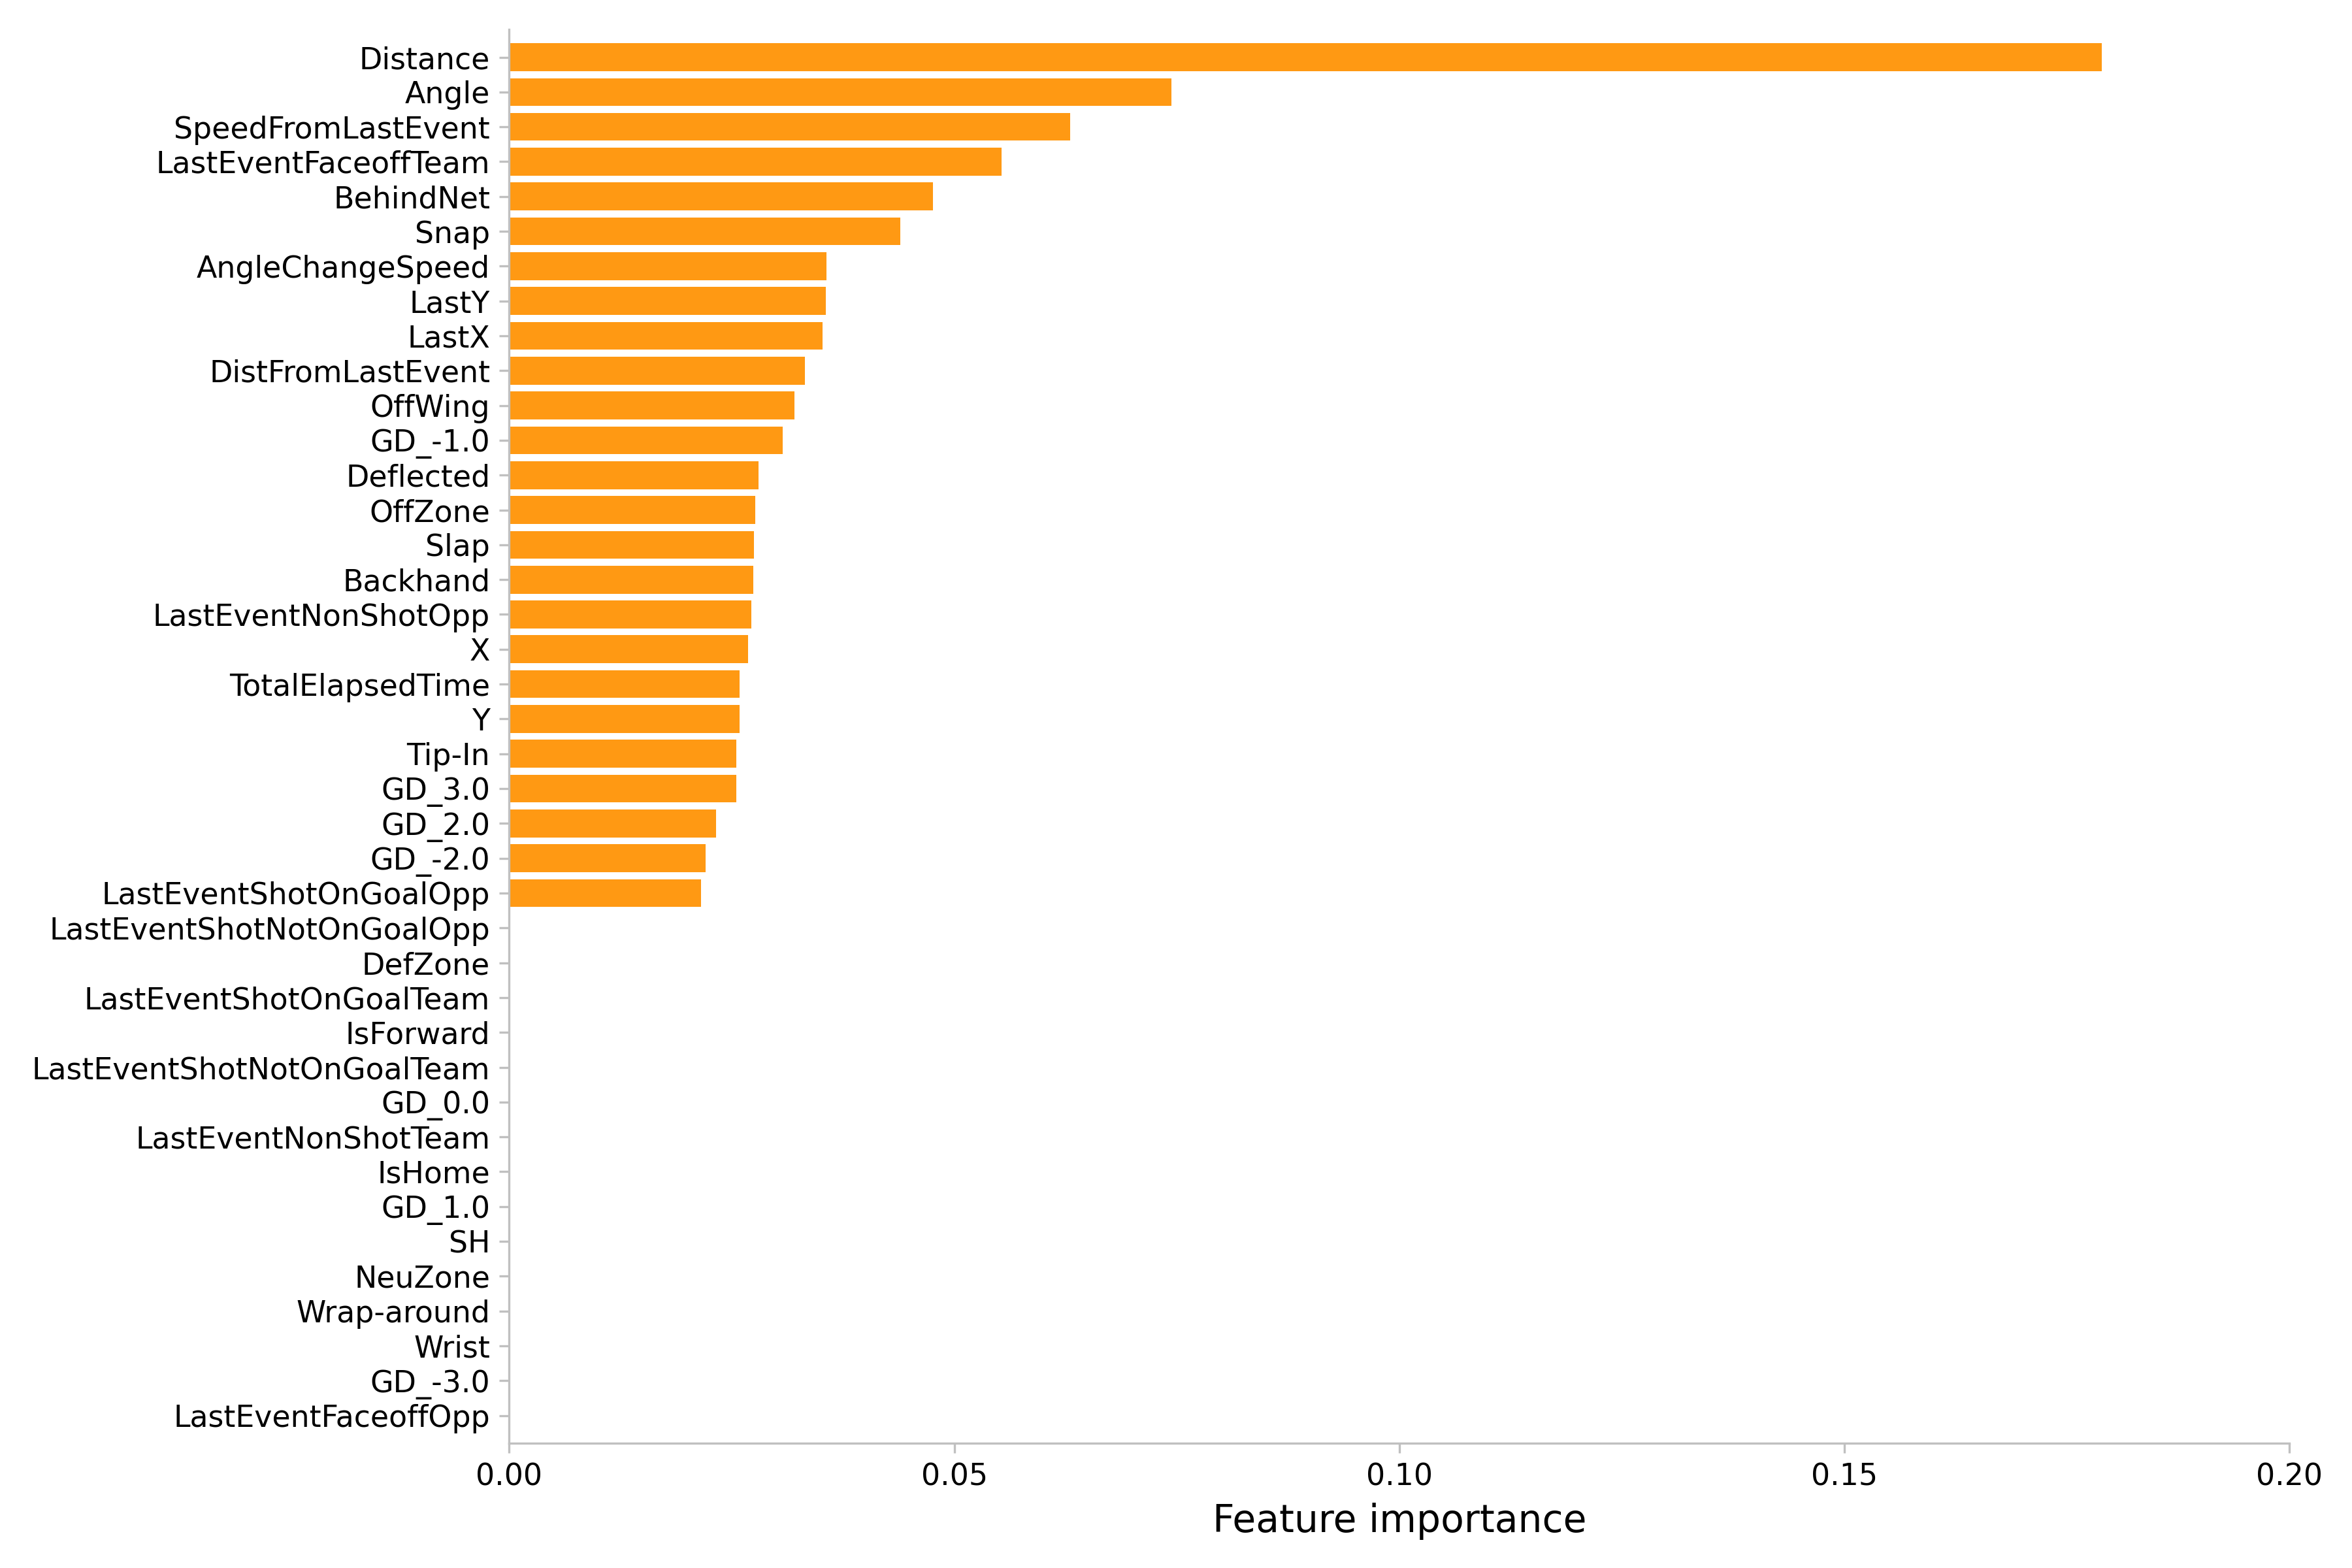 Distance
Angle
SpeedFromLastEvent
LastEventFaceoffTeam
BehindNet
Snap
AngleChangeSpeed
LastY
LastX
DistFromLastEvent
OffWing
GD_-1.0
Deflected
OffZone
Slap
Backhand
LastEventNonShotOpp
X
TotalElapsedTime
Y
Tip-In
GD_3.0
GD_2.0
GD_-2.0
LastEventShotOnGoalOpp
LastEventShotNotOnGoalOpp
DefZone
LastEventShotOnGoalTeam
IsForward
LastEventShotNotOnGoalTeam
GD_0.0
LastEventNonShotTeam
IsHome
GD_1.0
SH
NeuZone
Wrap-around
Wrist
GD_-3.0
LastEventFaceoffOpp
0.00 0.05 0.10 0.15 0.20
Feature importance